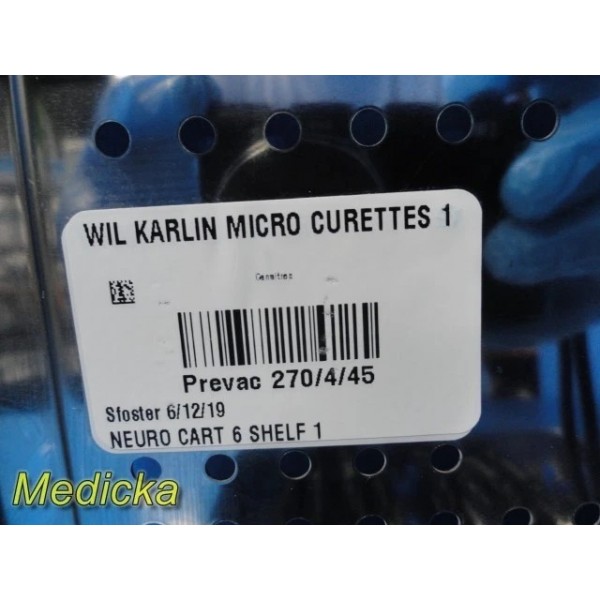 WIL KARLIN MICRO CURETTES 1
Censitrac
Prevac 270/4/45
Sfoster 6/12/19
NEURO CART 6 SHELF 1
Medicka